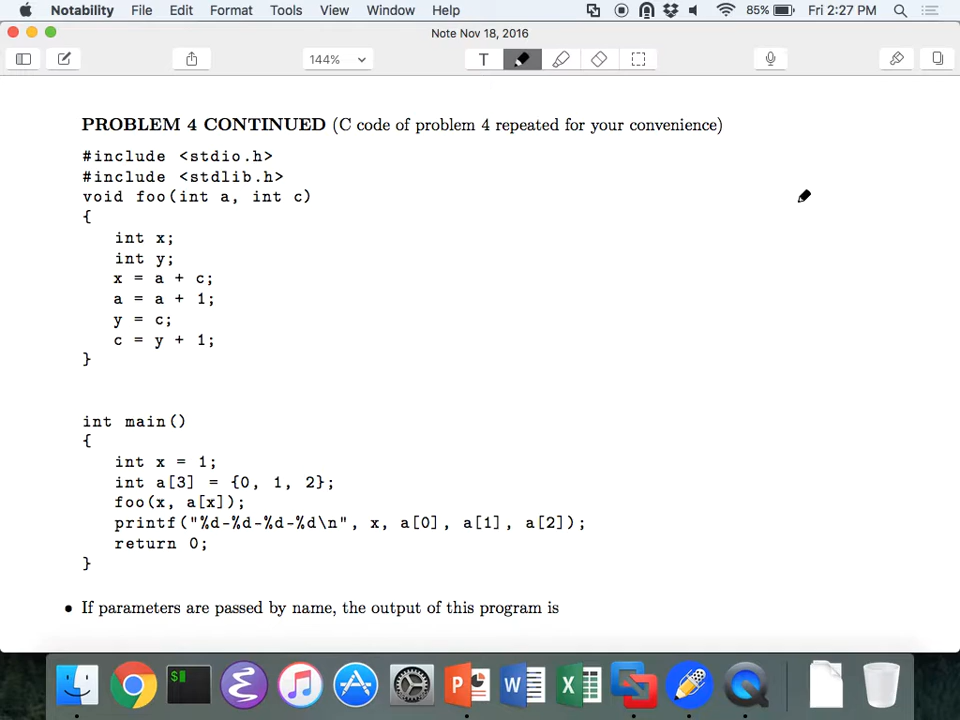 Notability File Edit Format Tools View Window Help 85% Fri 2:27 PM
Note Nov 18, 2016
144% T
PROBLEM 4 CONTINUED (C code of problem 4 repeated for your convenience)
#include <stdio.h>
#include <stdlib.h>
void foo(int a, int c)
{
int x;
int y;
x = a + c;
a = a + 1;
y = c;
c = y + 1;
}
int main()
{
int x = 1;
int a[3] = {0, 1, 2};
foo(x, a[x]);
printf("%d-%d-%d-%d\n", x, a[0], a[1], a[2]);
return 0;
}
• If parameters are passed by name, the output of this program is
$ P W X